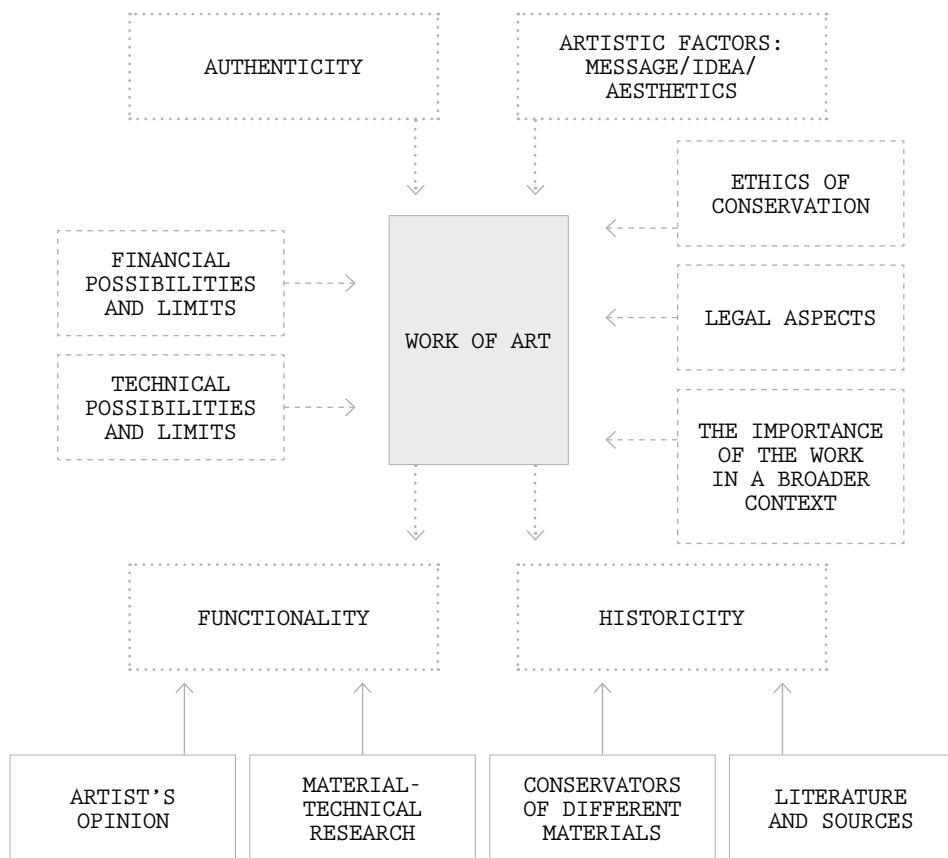 AUTHENTICITY
ARTISTIC FACTORS:
MESSAGE/IDEA/
AESTHETICS
ETHICS OF
CONSERVATION
FINANCIAL
POSSIBILITIES
AND LIMITS
LEGAL ASPECTS
WORK OF ART
TECHNICAL
POSSIBILITIES
AND LIMITS
THE IMPORTANCE
OF THE WORK
IN A BROADER
CONTEXT
FUNCTIONALITY
HISTORICITY
ARTIST'S
OPINION
MATERIAL-
TECHNICAL
RESEARCH
CONSERVATORS
OF DIFFERENT
MATERIALS
LITERATURE
AND SOURCES